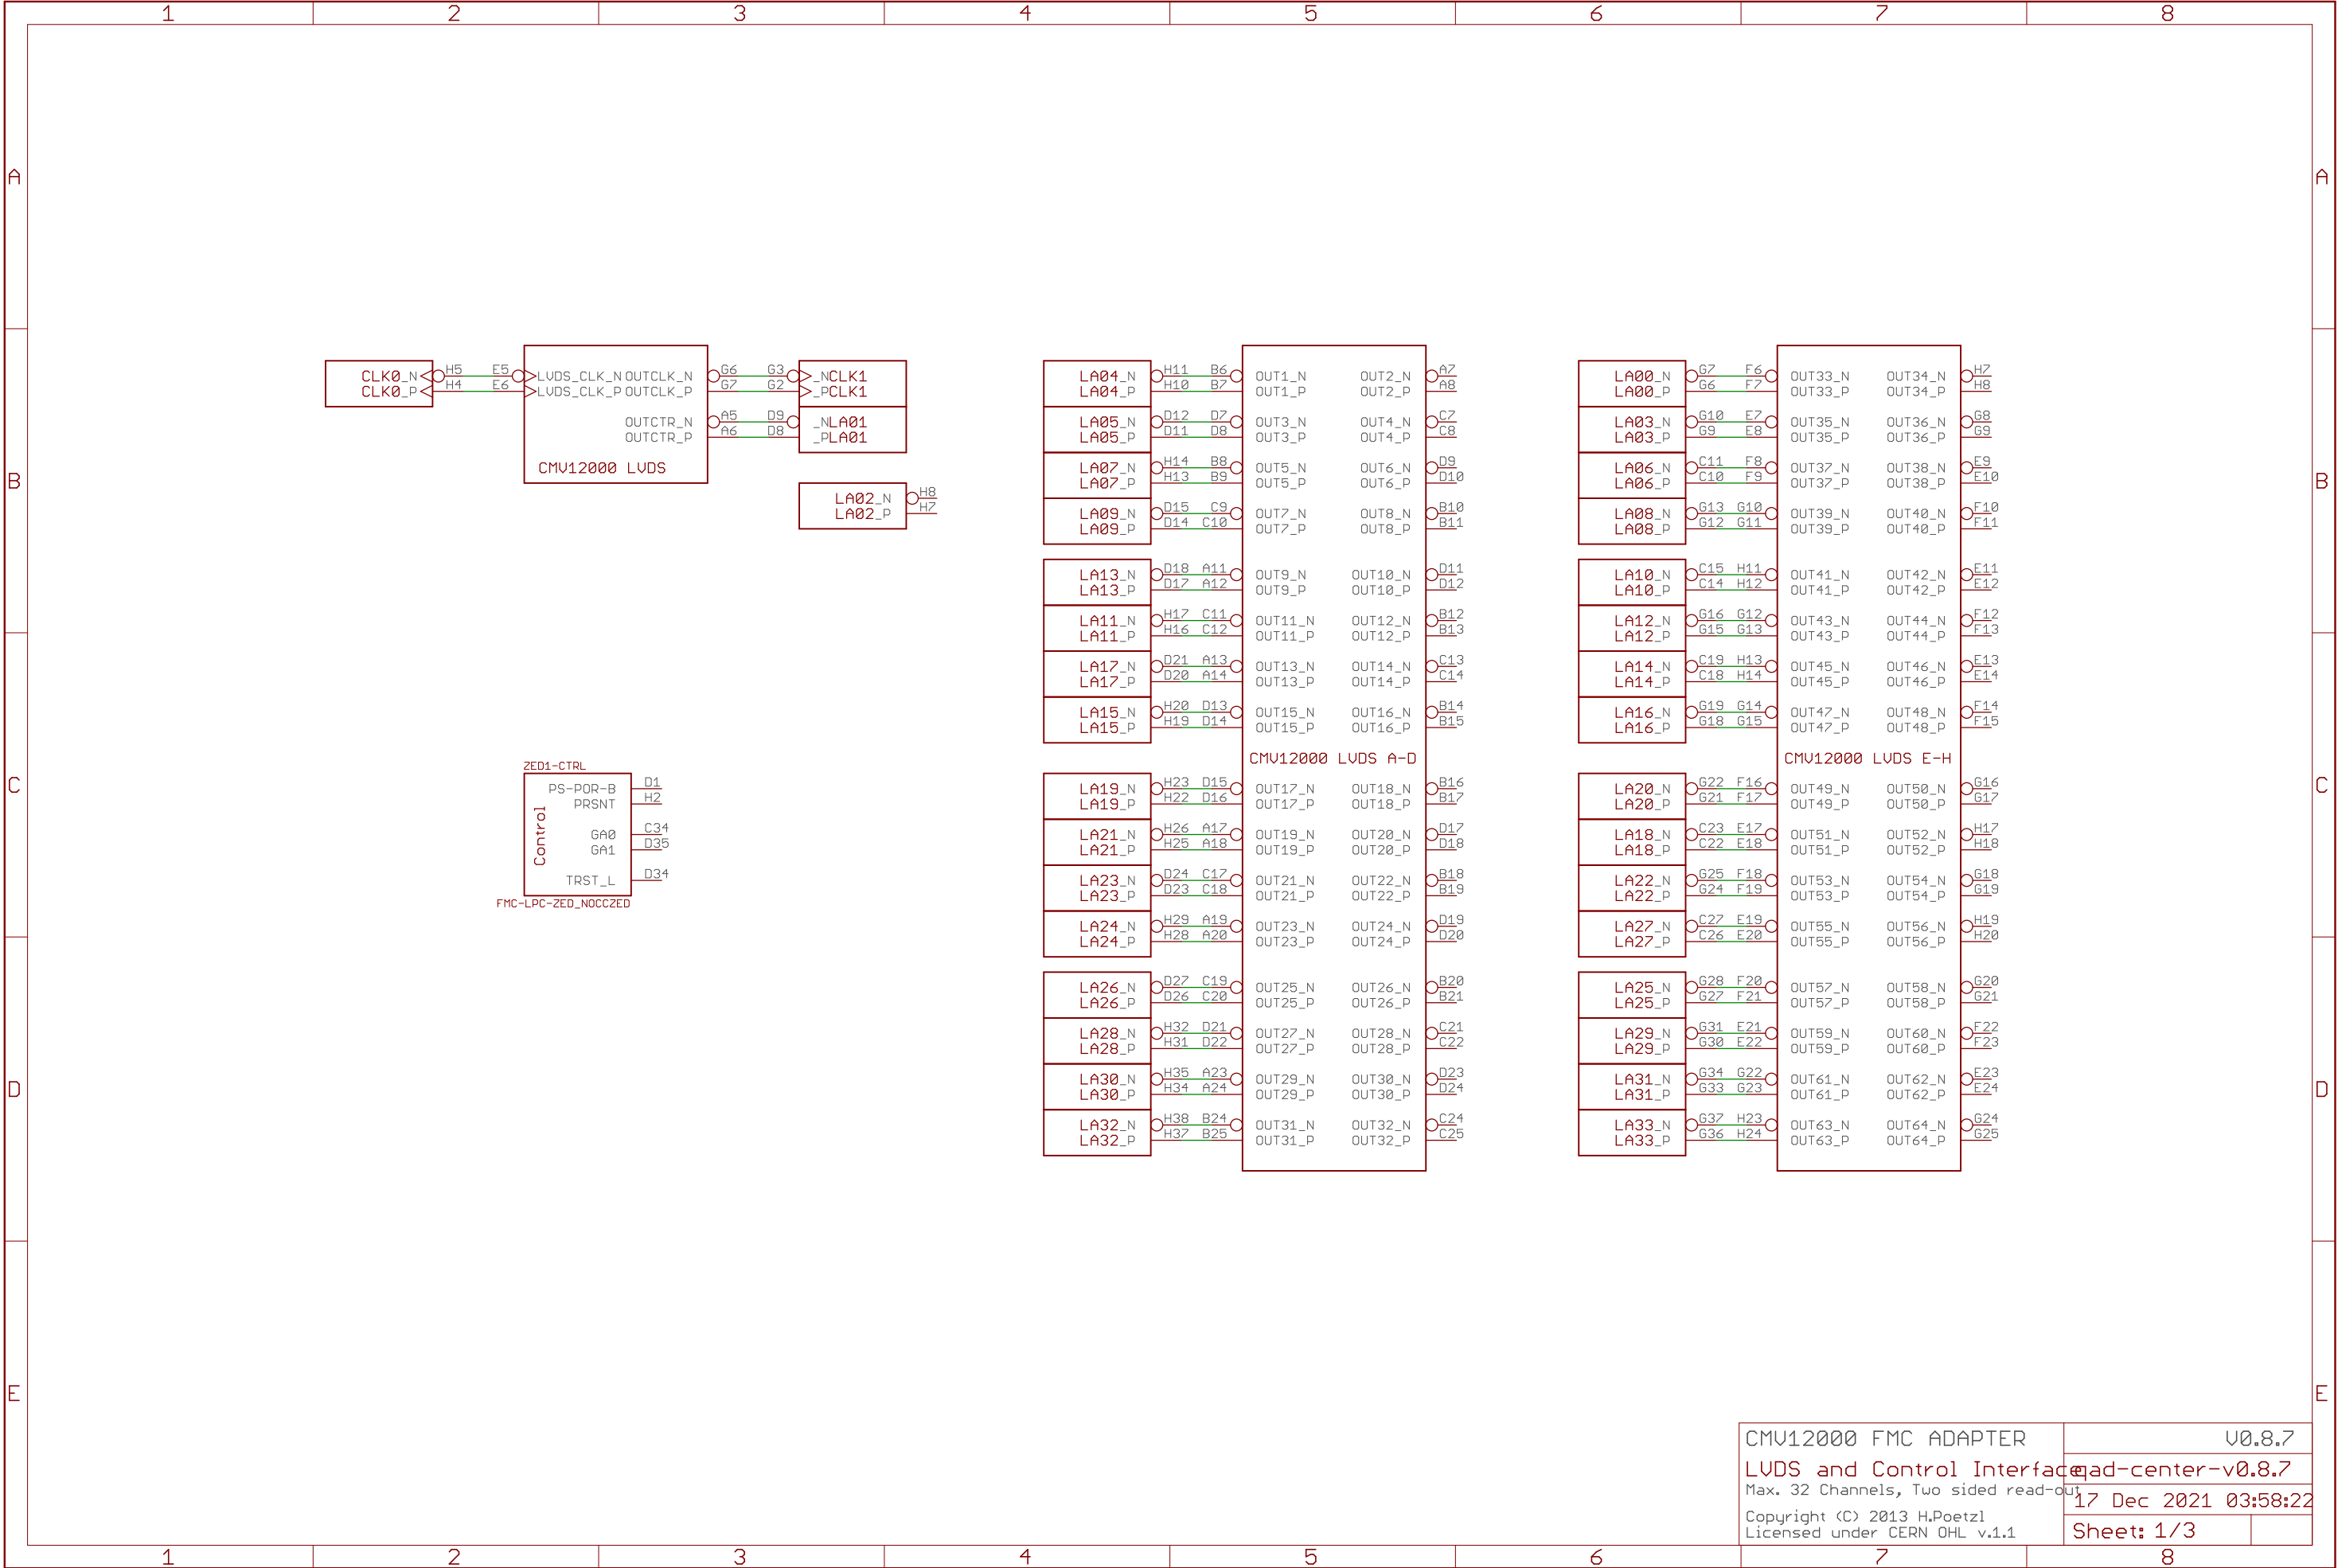 1 2 3 4 5 6 7 8
A A
B B
C C
D D
E E
CLK0_N H5 E5 LVDS_CLK_N OUTCLK_N G6 G3 _NCLK1
CLK0_P H4 E6 LVDS_CLK_P OUTCLK_P G7 G2 _PCLK1
OUTCTR_N A5 D9 _NLA01
OUTCTR_P A6 D8 _PLA01
CMV12000 LVDS
LA02_N H8
LA02_P H7
ZED1-CTRL
PS-POR-B D1
PRSNT H2
Control
GA0 C34
GA1 D35
TRST_L D34
FMC-LPC-ZED_NOCCZED
LA04_N H11 B6 OUT1_N OUT2_N A7
LA04_P H10 B7 OUT1_P OUT2_P A8
LA05_N D12 D7 OUT3_N OUT4_N C7
LA05_P D11 D8 OUT3_P OUT4_P C8
LA07_N H14 B8 OUT5_N OUT6_N D9
LA07_P H13 B9 OUT5_P OUT6_P D10
LA09_N D15 C9 OUT7_N OUT8_N B10
LA09_P D14 C10 OUT7_P OUT8_P B11
LA13_N D18 A11 OUT9_N OUT10_N D11
LA13_P D17 A12 OUT9_P OUT10_P D12
LA11_N H17 C11 OUT11_N OUT12_N B12
LA11_P H16 C12 OUT11_P OUT12_P B13
LA17_N D21 A13 OUT13_N OUT14_N C13
LA17_P D20 A14 OUT13_P OUT14_P C14
LA15_N H20 D13 OUT15_N OUT16_N B14
LA15_P H19 D14 OUT15_P OUT16_P B15
CMV12000 LVDS A-D
LA19_N H23 D15 OUT17_N OUT18_N B16
LA19_P H22 D16 OUT17_P OUT18_P B17
LA21_N H26 A17 OUT19_N OUT20_N D17
LA21_P H25 A18 OUT19_P OUT20_P D18
LA23_N D24 C17 OUT21_N OUT22_N B18
LA23_P D23 C18 OUT21_P OUT22_P B19
LA24_N H29 A19 OUT23_N OUT24_N D19
LA24_P H28 A20 OUT23_P OUT24_P D20
LA26_N D27 C19 OUT25_N OUT26_N B20
LA26_P D26 C20 OUT25_P OUT26_P B21
LA28_N H32 D21 OUT27_N OUT28_N C21
LA28_P H31 D22 OUT27_P OUT28_P C22
LA30_N H35 A23 OUT29_N OUT30_N D23
LA30_P H34 A24 OUT29_P OUT30_P D24
LA32_N H38 B24 OUT31_N OUT32_N C24
LA32_P H37 B25 OUT31_P OUT32_P C25
LA00_N G7 F6 OUT33_N OUT34_N H7
LA00_P G6 F7 OUT33_P OUT34_P H8
LA03_N G10 E7 OUT35_N OUT36_N G8
LA03_P G9 E8 OUT35_P OUT36_P G9
LA06_N C11 F8 OUT37_N OUT38_N E9
LA06_P C10 F9 OUT37_P OUT38_P E10
LA08_N G13 G10 OUT39_N OUT40_N F10
LA08_P G12 G11 OUT39_P OUT40_P F11
LA10_N C15 H11 OUT41_N OUT42_N E11
LA10_P C14 H12 OUT41_P OUT42_P E12
LA12_N G16 G12 OUT43_N OUT44_N F12
LA12_P G15 G13 OUT43_P OUT44_P F13
LA14_N C19 H13 OUT45_N OUT46_N E13
LA14_P C18 H14 OUT45_P OUT46_P E14
LA16_N G19 G14 OUT47_N OUT48_N F14
LA16_P G18 G15 OUT47_P OUT48_P F15
CMV12000 LVDS E-H
LA20_N G22 F16 OUT49_N OUT50_N G16
LA20_P G21 F17 OUT49_P OUT50_P G17
LA18_N C23 E17 OUT51_N OUT52_N H17
LA18_P C22 E18 OUT51_P OUT52_P H18
LA22_N G25 F18 OUT53_N OUT54_N G18
LA22_P G24 F19 OUT53_P OUT54_P G19
LA27_N C27 E19 OUT55_N OUT56_N H19
LA27_P C26 E20 OUT55_P OUT56_P H20
LA25_N G28 F20 OUT57_N OUT58_N G20
LA25_P G27 F21 OUT57_P OUT58_P G21
LA29_N G31 E21 OUT59_N OUT60_N F22
LA29_P G30 E22 OUT59_P OUT60_P F23
LA31_N G34 G22 OUT61_N OUT62_N E23
LA31_P G33 G23 OUT61_P OUT62_P E24
LA33_N G37 H23 OUT63_N OUT64_N G24
LA33_P G36 H24 OUT63_P OUT64_P G25
CMV12000 FMC ADAPTER V0.8.7
LVDS and Control Interface qad-center-v0.8.7
Max. 32 Channels, Two sided read-out
17 Dec 2021 03:58:22
Copyright (C) 2013 H.Poetzl
Licensed under CERN OHL v.1.1
Sheet: 1/3
1 2 3 4 5 6 7 8